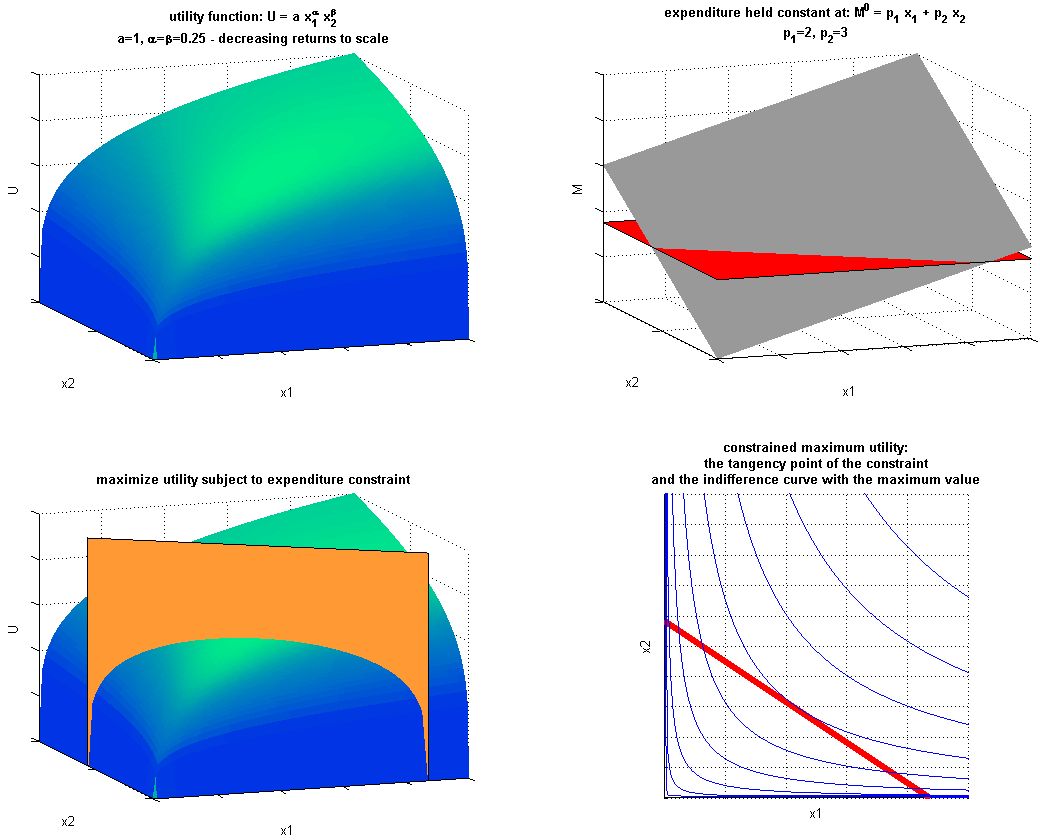 utility function: U = a x₁^α x₂^β
a=1, α=β=0.25 - decreasing returns to scale
U
x2
x1
expenditure held constant at: M⁰ = p₁ x₁ + p₂ x₂
p₁=2, p₂=3
M
x2
x1
maximize utility subject to expenditure constraint
U
x2
x1
constrained maximum utility:
the tangency point of the constraint
and the indifference curve with the maximum value
x2
x1